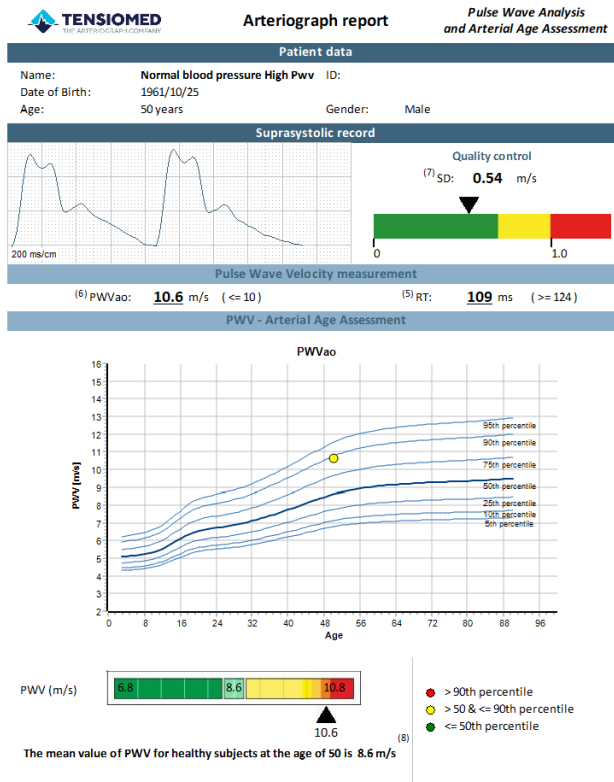 TENSIOMED
THE ARTERIOGRAPH COMPANY
Arteriograph report
Pulse Wave Analysis
and Arterial Age Assessment
Patient data
Name: Normal blood pressure High Pwv ID:
Date of Birth: 1961/10/25
Age: 50 years Gender: Male
Suprasystolic record
200 ms/cm
Quality control
(7) SD: 0.54 m/s
0 1.0
Pulse Wave Velocity measurement
(6) PWVao: 10.6 m/s (<= 10) (5) RT: 109 ms (>= 124)
PWV - Arterial Age Assessment
PWVao
PWV [m/s]
16
15
14
13
12
11
10
9
8
7
6
5
4
3
2
95th percentile
90th percentile
75th percentile
50th percentile
25th percentile
10th percentile
5th percentile
0 8 16 24 32 40 48 56 64 72 80 88 96
Age
PWV (m/s) 6.8 8.6 10.8
10.6
(8)
The mean value of PWV for healthy subjects at the age of 50 is 8.6 m/s
> 90th percentile
> 50 & <= 90th percentile
<= 50th percentile